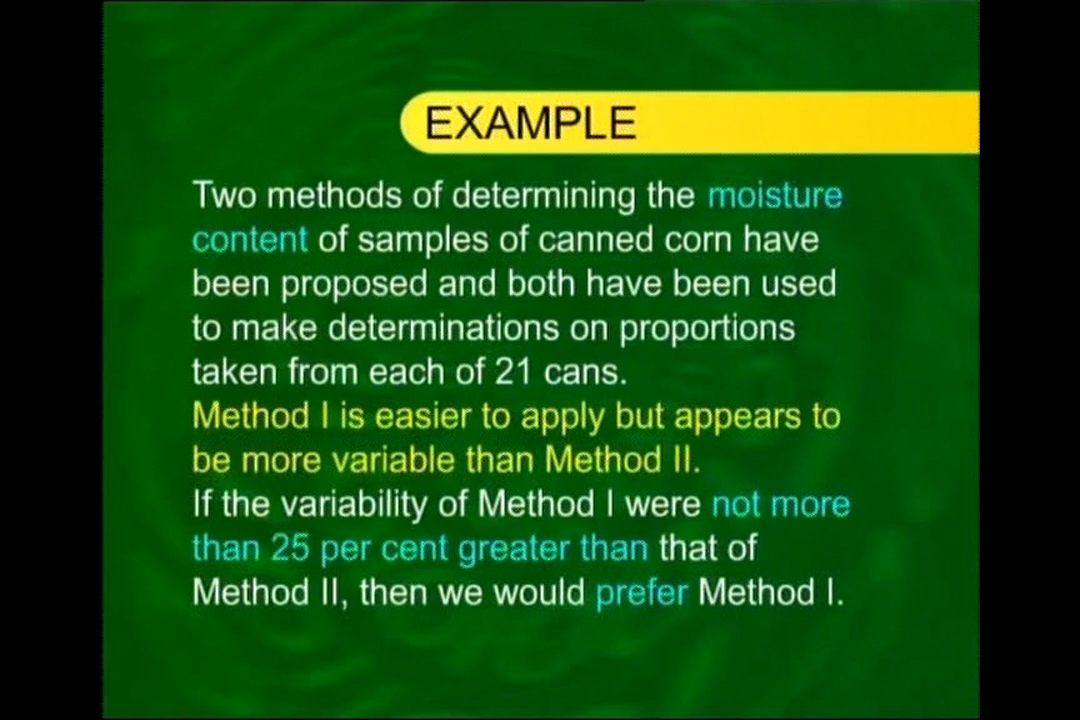 EXAMPLE
Two methods of determining the moisture
content of samples of canned corn have
been proposed and both have been used
to make determinations on proportions
taken from each of 21 cans.
Method I is easier to apply but appears to
be more variable than Method II.
If the variability of Method I were not more
than 25 per cent greater than that of
Method II, then we would prefer Method I.